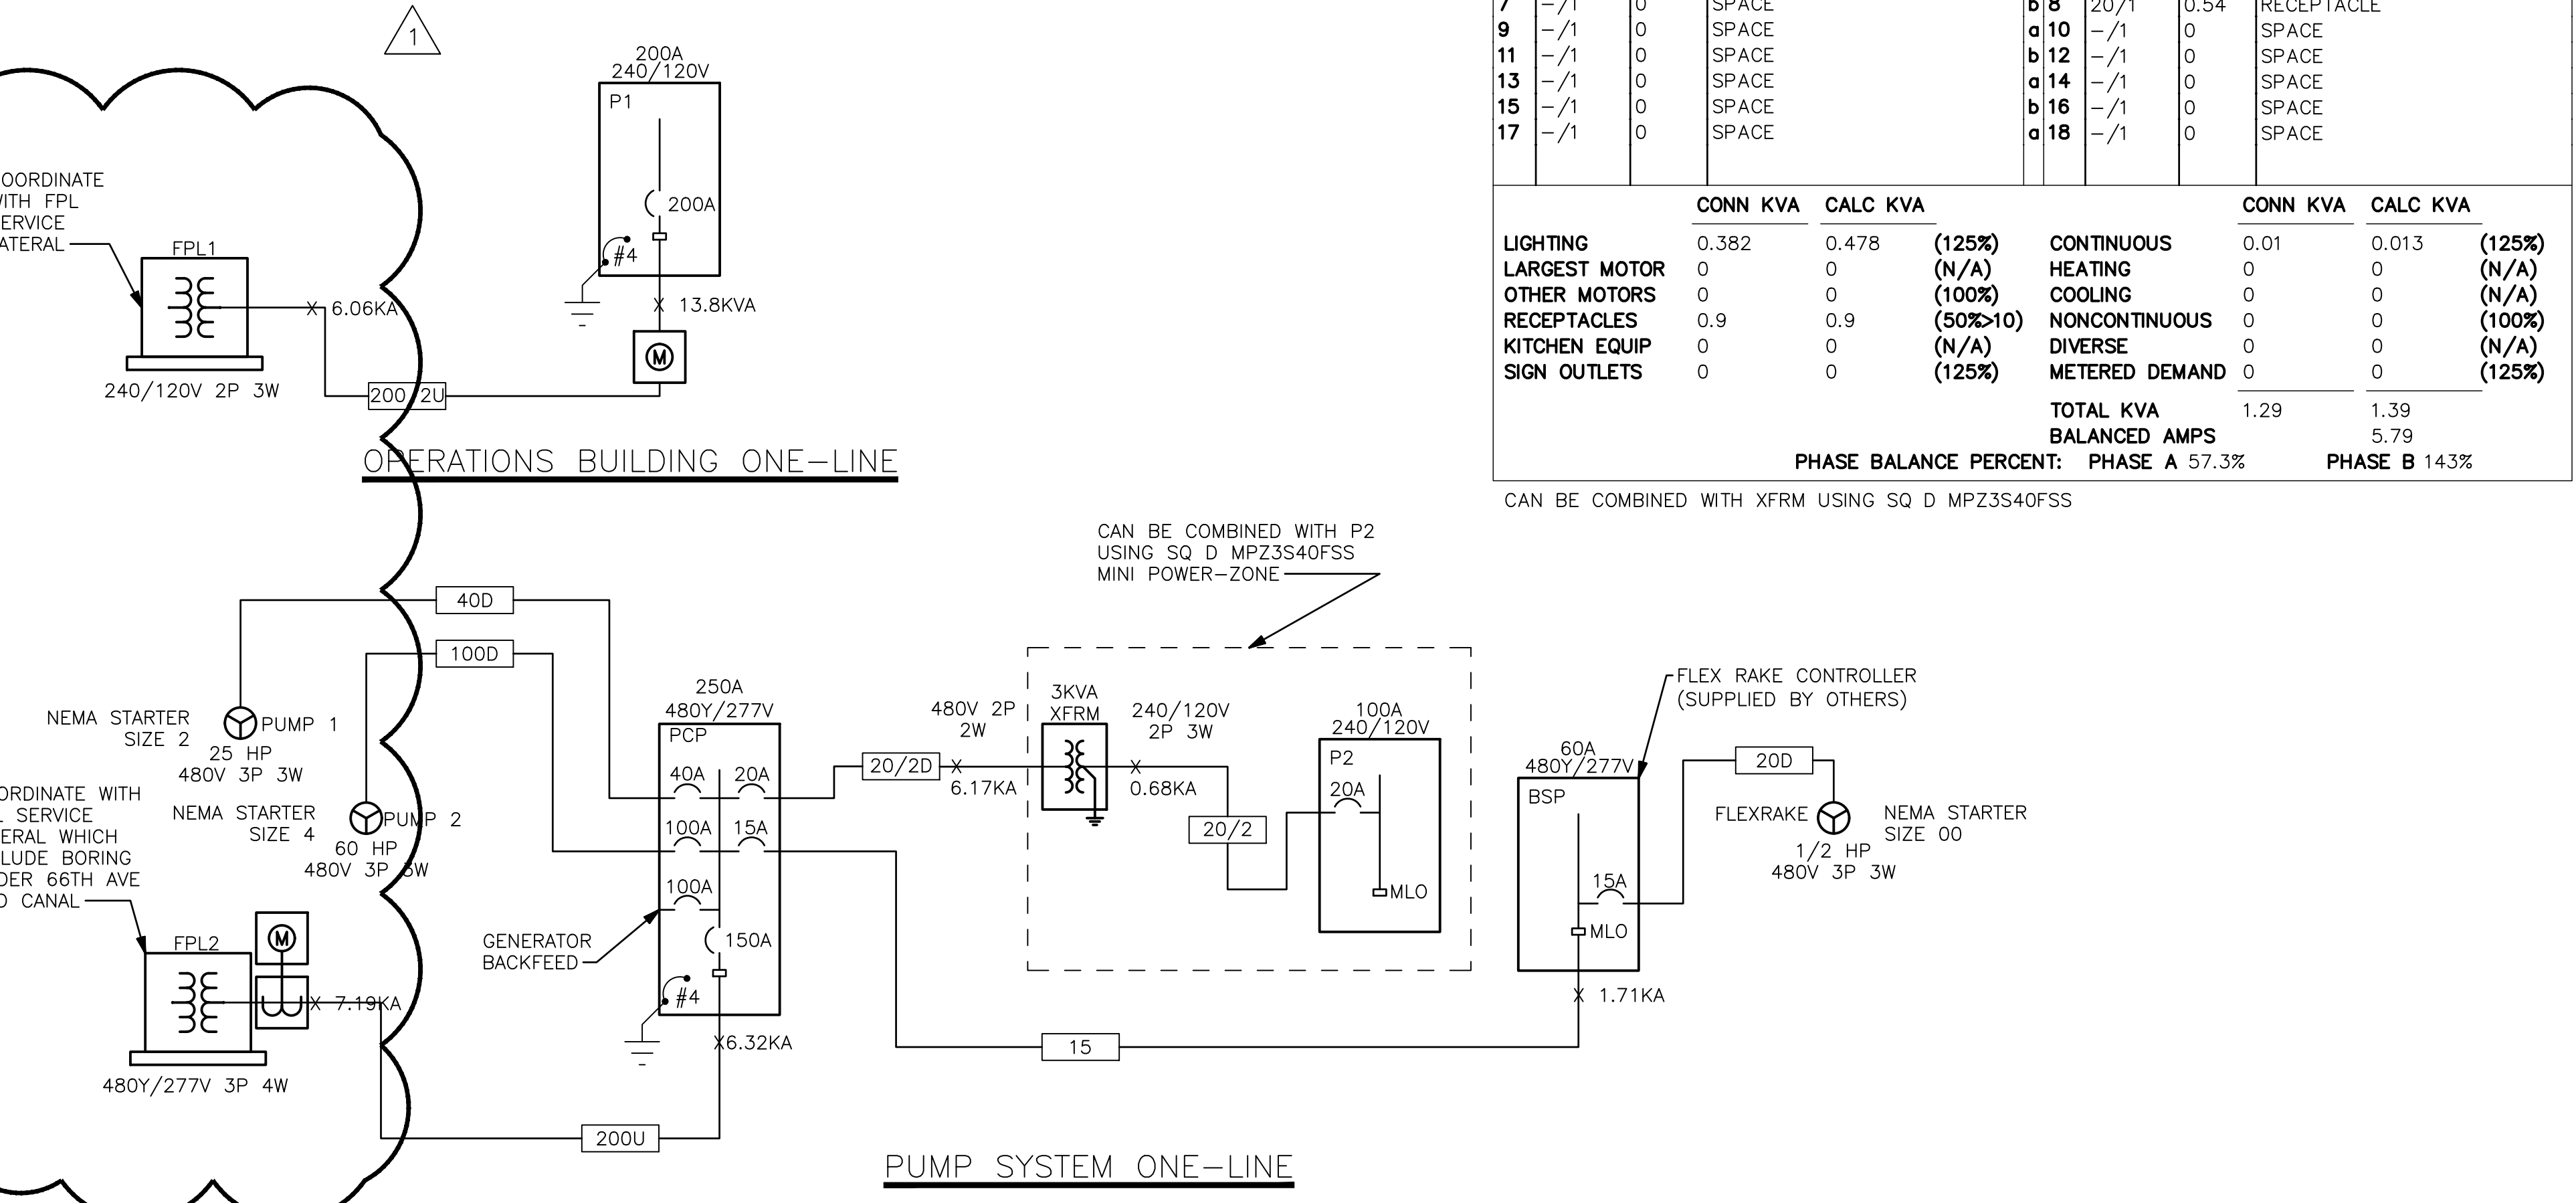 1
200A
240/120V
P1
200A
#4
13.8KVA
M
OORDINATE
WITH FPL
ERVICE
ATERAL
FPL1
6.06KA
240/120V 2P 3W
200 2U
OPERATIONS BUILDING ONE-LINE
7 -/1 0 SPACE b 8 20/1 0.54 RECEPTACLE
9 -/1 0 SPACE a 10 -/1 0 SPACE
11 -/1 0 SPACE b 12 -/1 0 SPACE
13 -/1 0 SPACE a 14 -/1 0 SPACE
15 -/1 0 SPACE b 16 -/1 0 SPACE
17 -/1 0 SPACE a 18 -/1 0 SPACE
CONN KVA CALC KVA CONN KVA CALC KVA
LIGHTING 0.382 0.478 (125%) CONTINUOUS 0.01 0.013 (125%)
LARGEST MOTOR 0 0 (N/A) HEATING 0 0 (N/A)
OTHER MOTORS 0 0 (100%) COOLING 0 0 (N/A)
RECEPTACLES 0.9 0.9 (50%>10) NONCONTINUOUS 0 0 (100%)
KITCHEN EQUIP 0 0 (N/A) DIVERSE 0 0 (N/A)
SIGN OUTLETS 0 0 (125%) METERED DEMAND 0 0 (125%)
TOTAL KVA 1.29 1.39
BALANCED AMPS 5.79
PHASE BALANCE PERCENT: PHASE A 57.3% PHASE B 143%
CAN BE COMBINED WITH XFRM USING SQ D MPZ3S40FSS
CAN BE COMBINED WITH P2
USING SQ D MPZ3S40FSS
MINI POWER-ZONE
40D
100D
NEMA STARTER
SIZE 2
PUMP 1
25 HP
480V 3P 3W
NEMA STARTER
SIZE 4
PUMP 2
60 HP
480V 3P 3W
ORDINATE WITH
L SERVICE
ERAL WHICH
LUDE BORING
DER 66TH AVE
O CANAL
FPL2
M
7.19KA
480Y/277V 3P 4W
200U
250A
480Y/277V
PCP
40A 20A
100A 15A
100A
150A
#4
GENERATOR
BACKFEED
6.32KA
480V 2P
2W
20/2D
6.17KA
3KVA
XFRM
240/120V
2P 3W
0.68KA
20/2
100A
240/120V
P2
20A
MLO
FLEX RAKE CONTROLLER
(SUPPLIED BY OTHERS)
60A
480Y/277V
BSP
15A
MLO
1.71KA
15
20D
FLEXRAKE
NEMA STARTER
SIZE 00
1/2 HP
480V 3P 3W
PUMP SYSTEM ONE-LINE